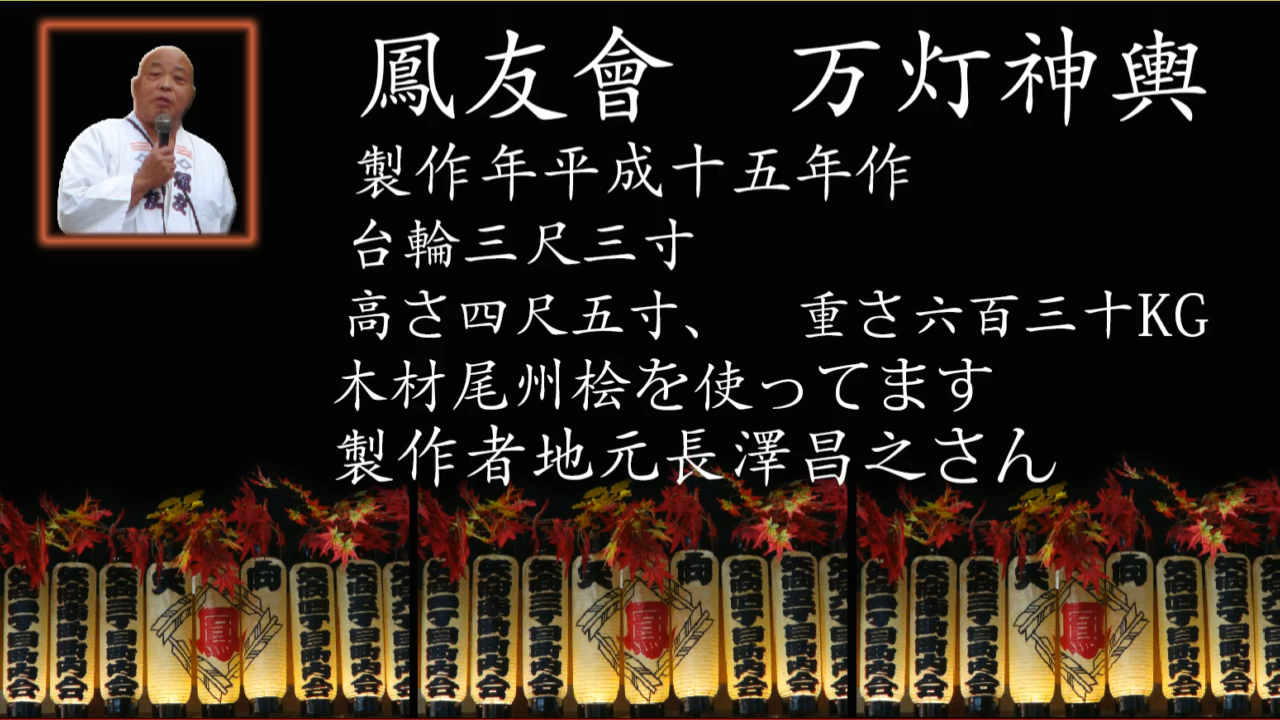 鳳友會　万灯神輿
製作年平成十五年作
台輪三尺三寸
高さ四尺五寸、　重さ六百三十KG
木材尾州桧を使ってます
製作者地元長澤昌之さん
鳳
鳳
鳳